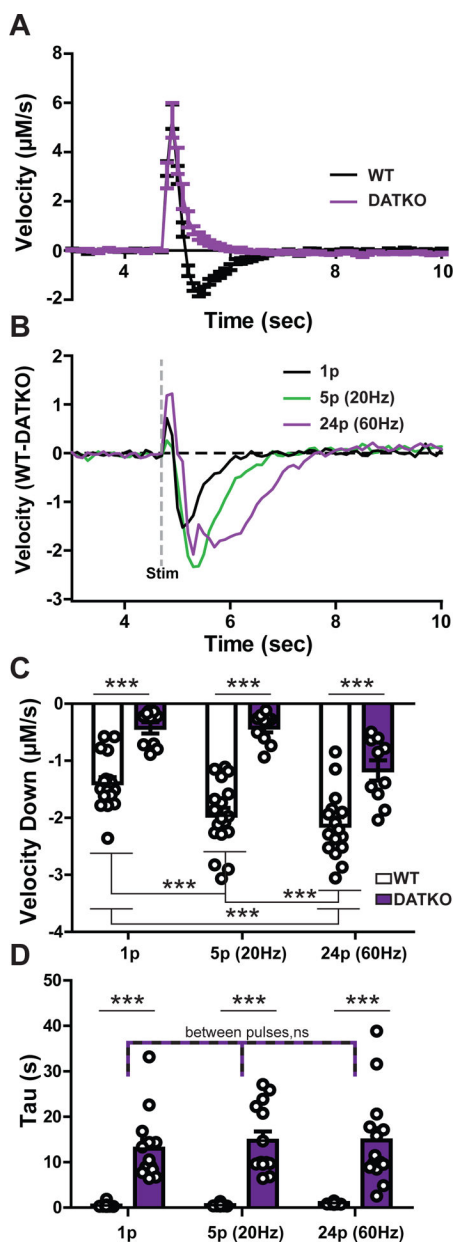 A
Velocity (µM/s)
8
6
4
2
0
-2
WT
DATKO
4
6
8
10
Time (sec)
B
Velocity (WT-DATKO)
2
1
0
-1
-2
-3
1p
5p (20Hz)
24p (60Hz)
Stim
4
6
8
10
Time (sec)
C
Velocity Down (µM/s)
0
-1
-2
-3
-4
*** *** ***
***
***
***
WT
DATKO
1p 5p (20Hz) 24p (60Hz)
D
Tau (s)
50
40
30
20
10
0
*** *** ***
between pulses,ns
1p 5p (20Hz) 24p (60Hz)